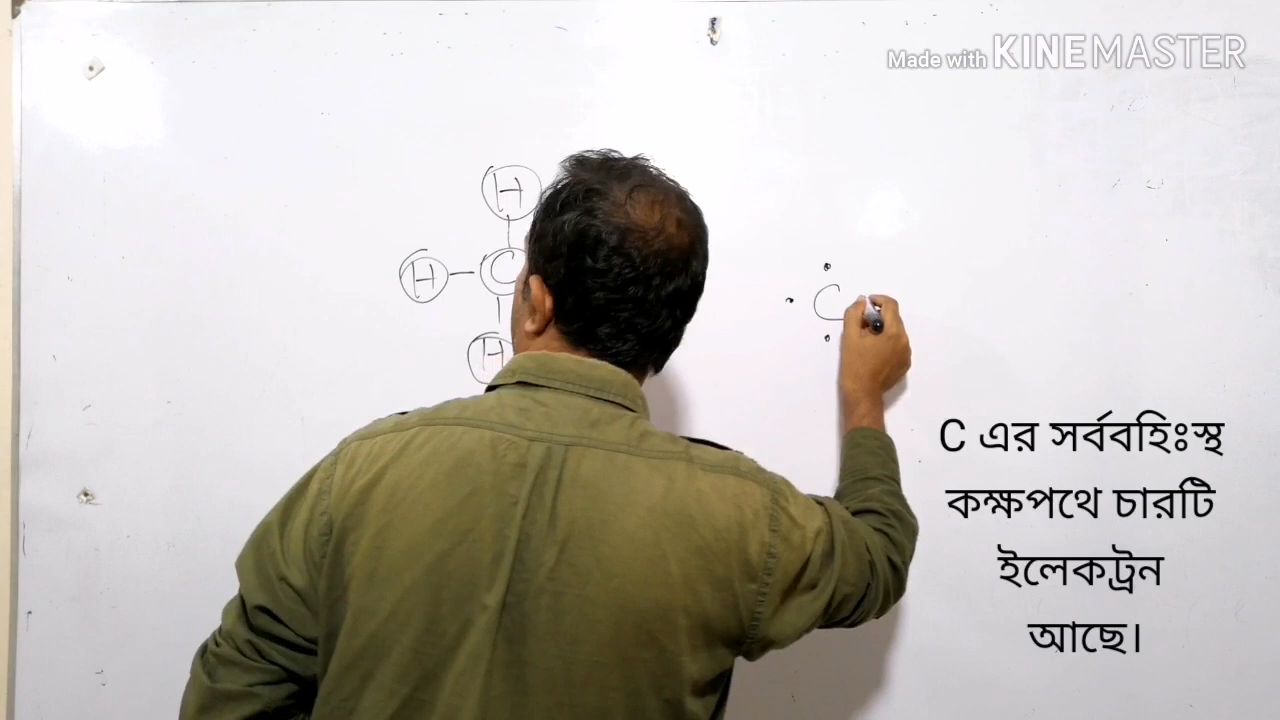 Made with KINEMASTER
H
H C
H
C
C এর সর্ববহিঃস্থ
কক্ষপথে চারটি
ইলেকট্রন
আছে।